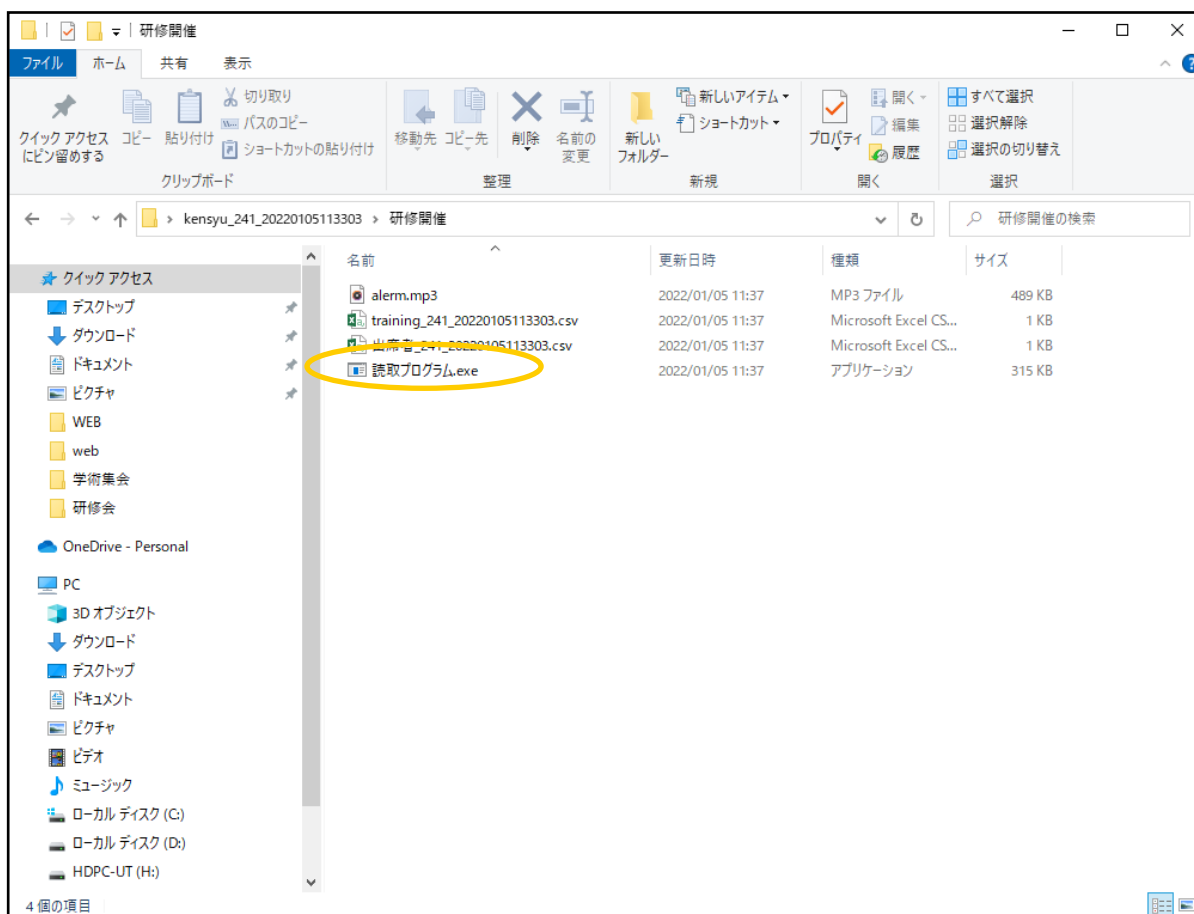 研修開催
ファイル ホーム 共有 表示
クイック アクセス
にピン留めする
コピー
貼り付け
切り取り
パスのコピー
ショートカットの貼り付け
クリップボード
移動先
コピー先
削除
名前の
変更
整理
新しい
フォルダー
新しいアイテム
ショートカット
新規
プロパティ
開く
編集
履歴
開く
すべて選択
選択解除
選択の切り替え
選択
kensyu_241_20220105113303 › 研修開催
研修開催の検索
クイック アクセス
デスクトップ
ダウンロード
ドキュメント
ピクチャ
WEB
web
学術集会
研修会
OneDrive - Personal
PC
3D オブジェクト
ダウンロード
デスクトップ
ドキュメント
ピクチャ
ビデオ
ミュージック
ローカル ディスク (C:)
ローカル ディスク (D:)
HDPC-UT (H:)
名前 更新日時 種類 サイズ
alerm.mp3 2022/01/05 11:37 MP3 ファイル 489 KB
training_241_20220105113303.csv 2022/01/05 11:37 Microsoft Excel CS... 1 KB
出席者_241_20220105113303.csv 2022/01/05 11:37 Microsoft Excel CS... 1 KB
読取プログラム.exe 2022/01/05 11:37 アプリケーション 315 KB
4 個の項目